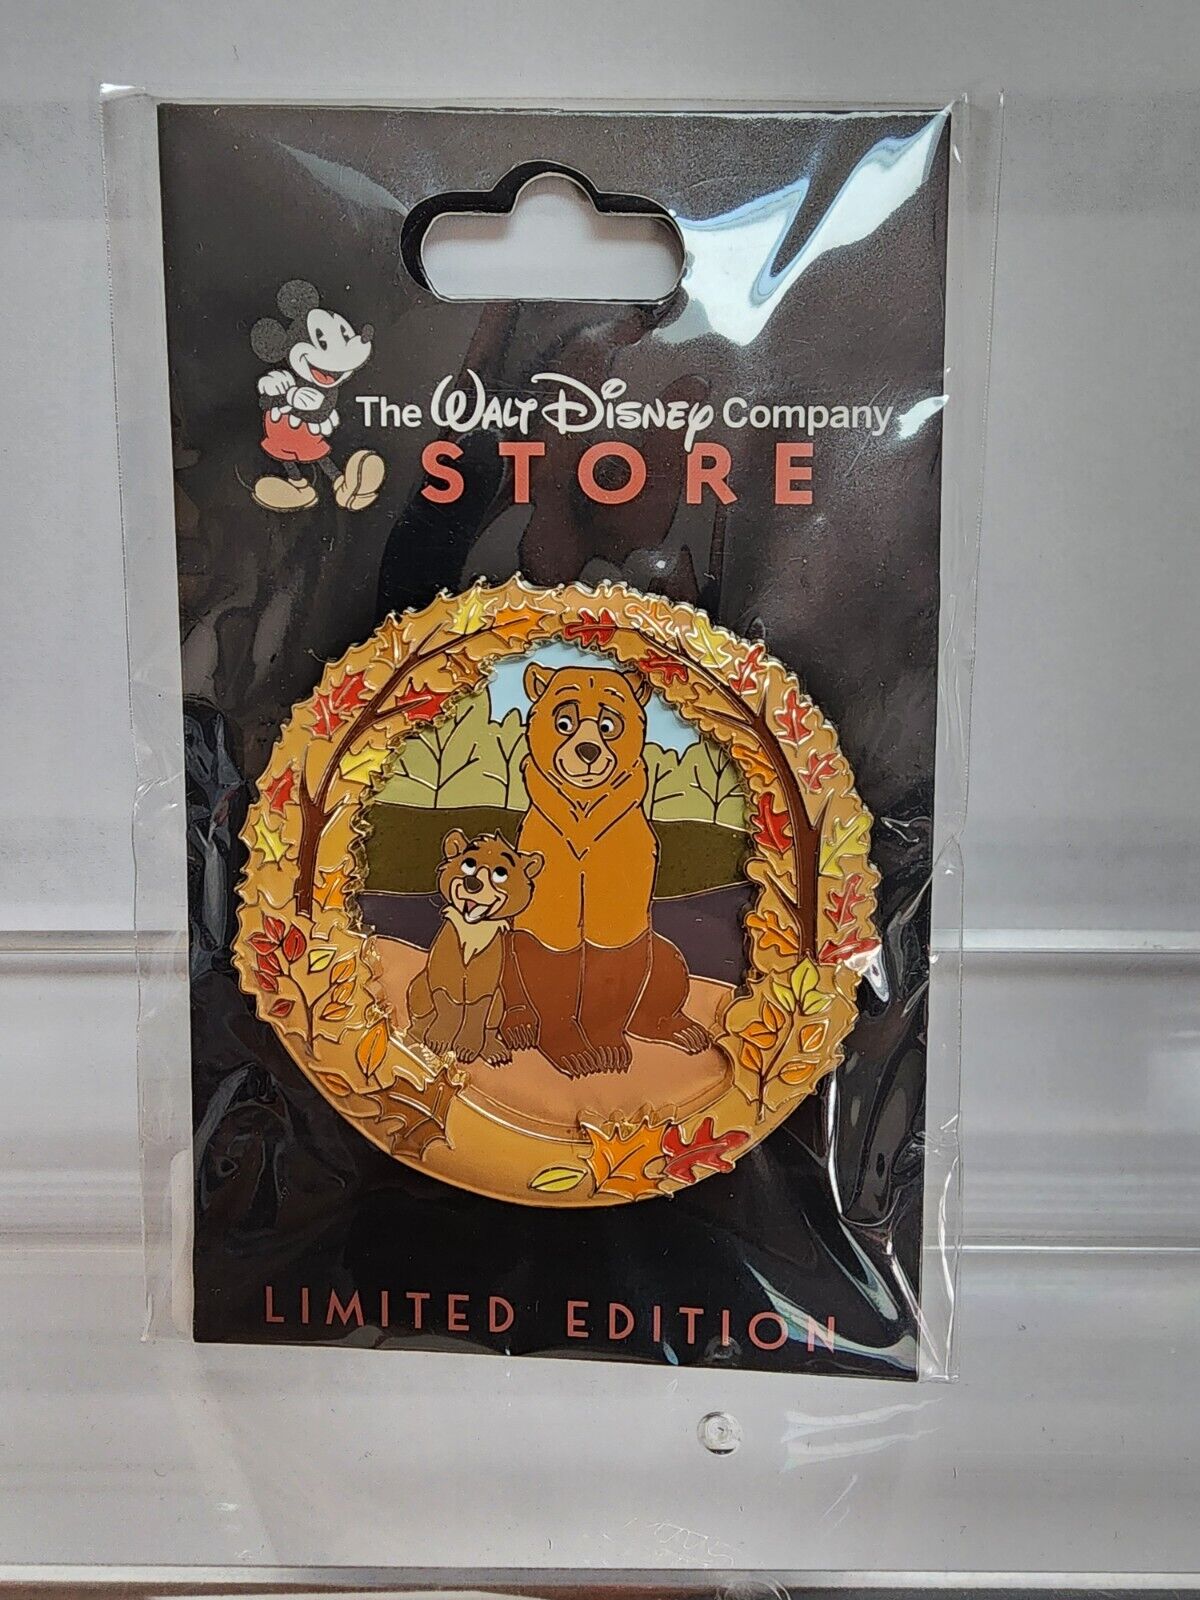 The WALT DISNEY Company
STORE
LIMITED EDITION